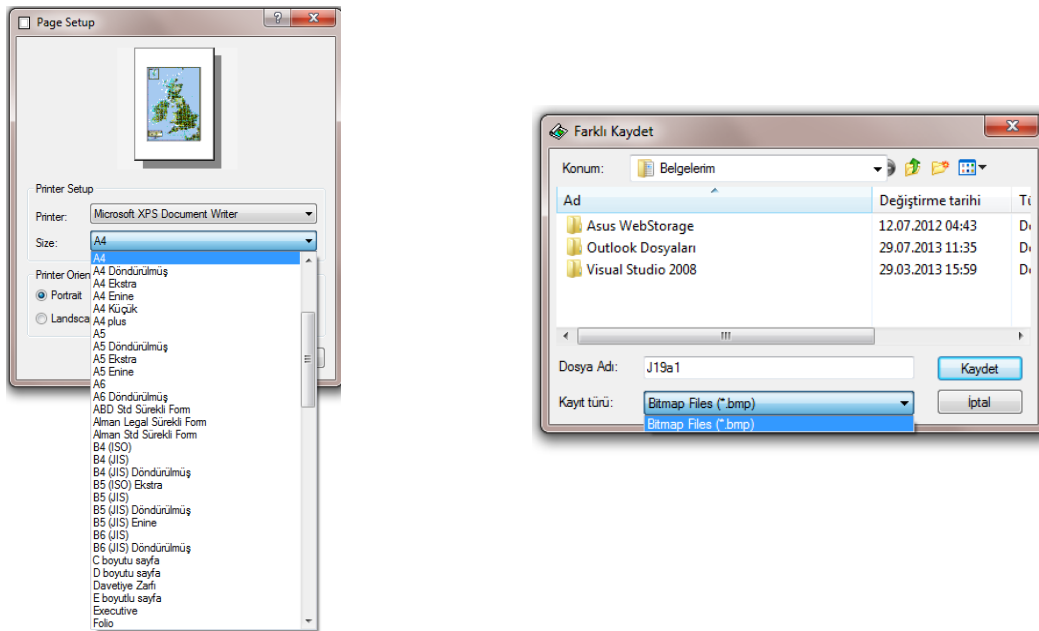 Page Setup
Printer Setup
Printer: Microsoft XPS Document Writer
Size: A4
Printer Orien
Portrait
Landsca
A4
A4 Döndürülmüş
A4 Ekstra
A4 Enine
A4 Küçük
A4 plus
A5
A5 Döndürülmüş
A5 Ekstra
A5 Enine
A6
A6 Döndürülmüş
ABD Std Sürekli Form
Alman Legal Sürekli Form
Alman Std Sürekli Form
B4 (ISO)
B4 (JIS)
B4 (JIS) Döndürülmüş
B5 (ISO) Ekstra
B5 (JIS)
B5 (JIS) Döndürülmüş
B5 (JIS) Enine
B6 (JIS)
B6 (JIS) Döndürülmüş
C boyutu sayfa
D boyutu sayfa
Davetiye Zarfı
E boyutlu sayfa
Executive
Folio
Farklı Kaydet
Konum: Belgelerim
Ad Değiştirme tarihi Tü
Asus WebStorage 12.07.2012 04:43 Do
Outlook Dosyaları 29.07.2013 11:35 Do
Visual Studio 2008 29.03.2013 15:59 Do
Dosya Adı: J19a1 Kaydet
Kayıt türü: Bitmap Files (*.bmp) İptal
Bitmap Files (*.bmp)